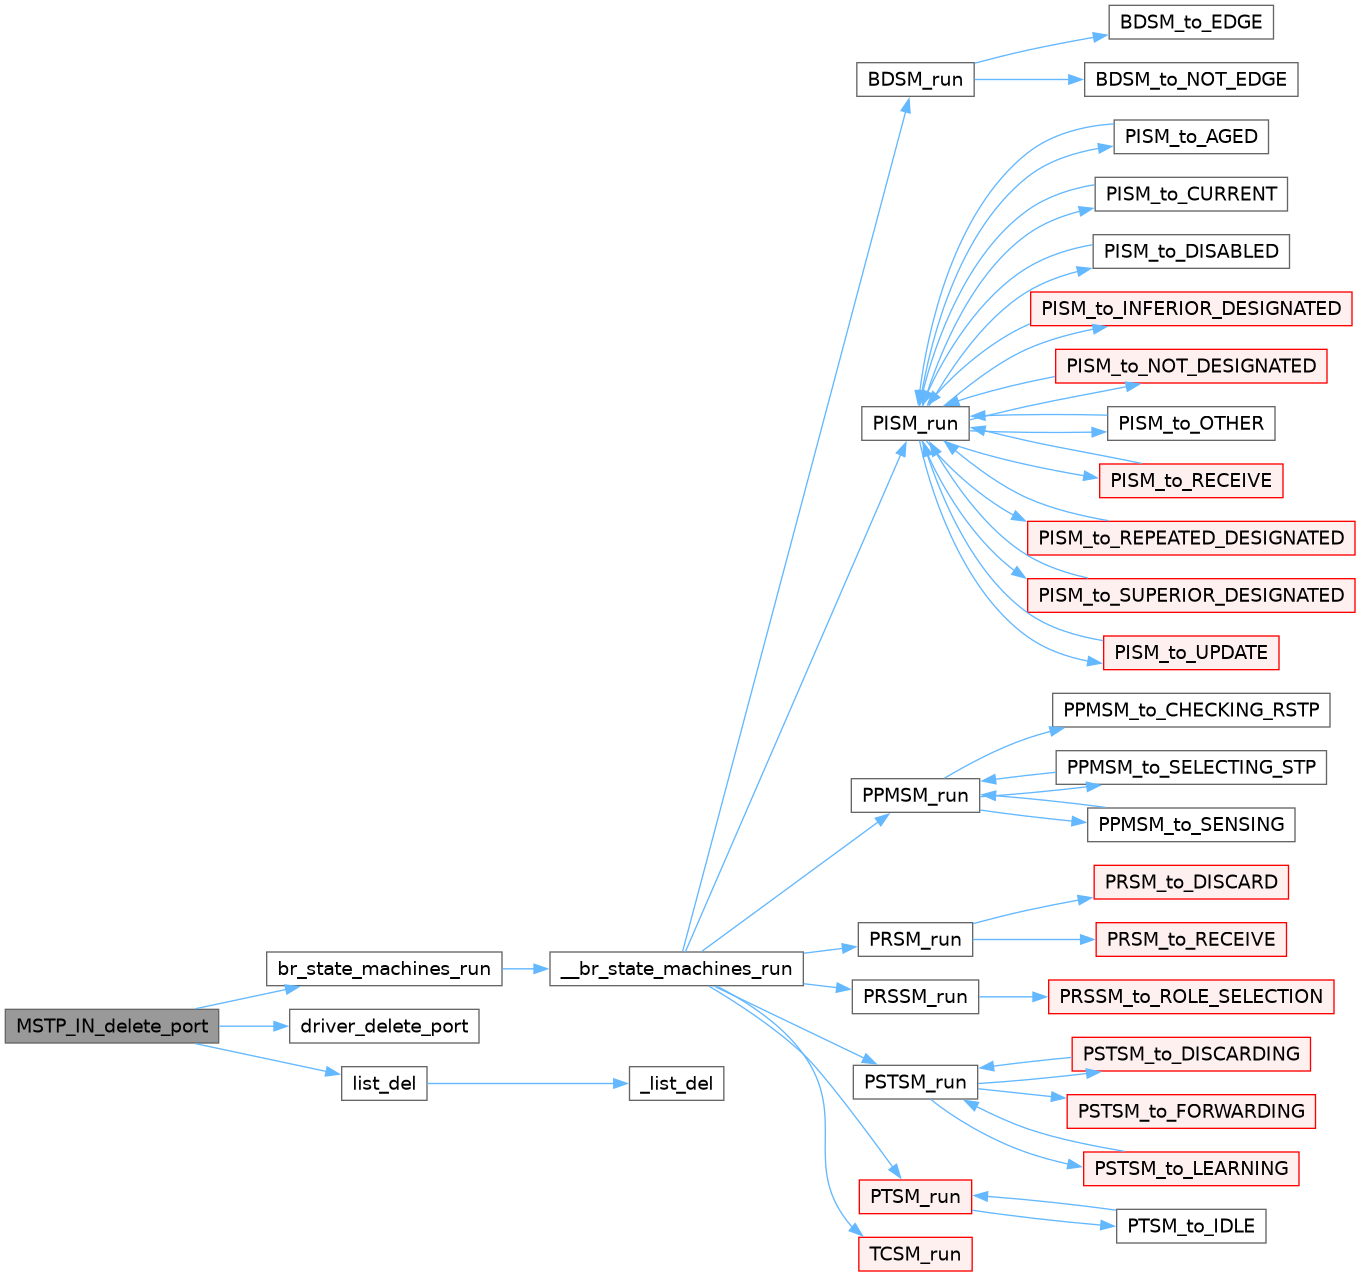 BDSM_to_EDGE
BDSM_run
BDSM_to_NOT_EDGE
PISM_to_AGED
PISM_to_CURRENT
PISM_to_DISABLED
PISM_to_INFERIOR_DESIGNATED
PISM_to_NOT_DESIGNATED
PISM_run
PISM_to_OTHER
PISM_to_RECEIVE
PISM_to_REPEATED_DESIGNATED
PISM_to_SUPERIOR_DESIGNATED
PISM_to_UPDATE
PPMSM_to_CHECKING_RSTP
PPMSM_to_SELECTING_STP
PPMSM_run
PPMSM_to_SENSING
PRSM_to_DISCARD
PRSM_run
PRSM_to_RECEIVE
br_state_machines_run
__br_state_machines_run
PRSSM_run
PRSSM_to_ROLE_SELECTION
MSTP_IN_delete_port
driver_delete_port
list_del
_list_del
PSTSM_to_DISCARDING
PSTSM_run
PSTSM_to_FORWARDING
PSTSM_to_LEARNING
PTSM_run
PTSM_to_IDLE
TCSM_run